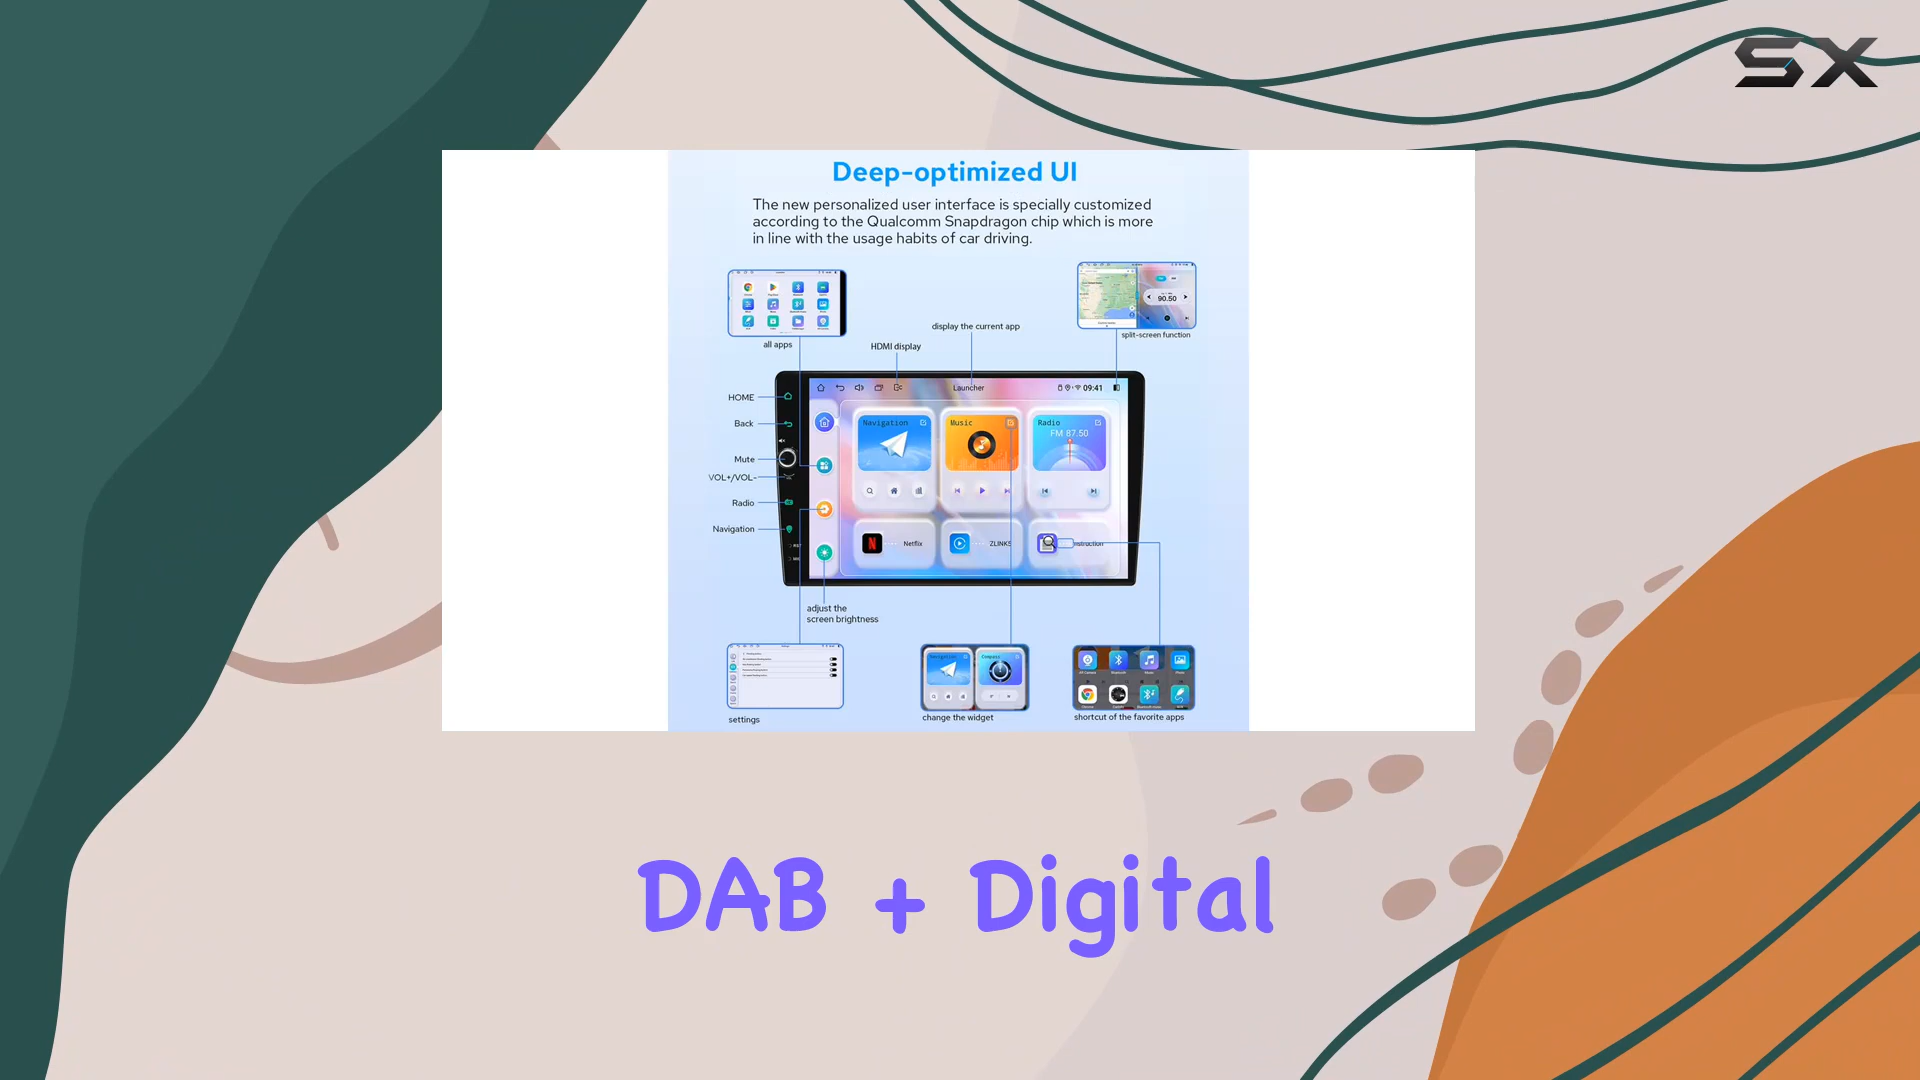 SX
Deep-optimized UI
The new personalized user interface is specially customized
according to the Qualcomm Snapdragon chip which is more
in line with the usage habits of car driving.
90.50
all apps
split-screen function
display the current app
HDMI display
Launcher
09:41
HOME
Back
Mute
VOL+/VOL-
Radio
Navigation
Navigation
Music
Radio
FM 87.50
Netflix
ZLINK5
adjust the
screen brightness
settings
change the widget
shortcut of the favorite apps
DAB + Digital